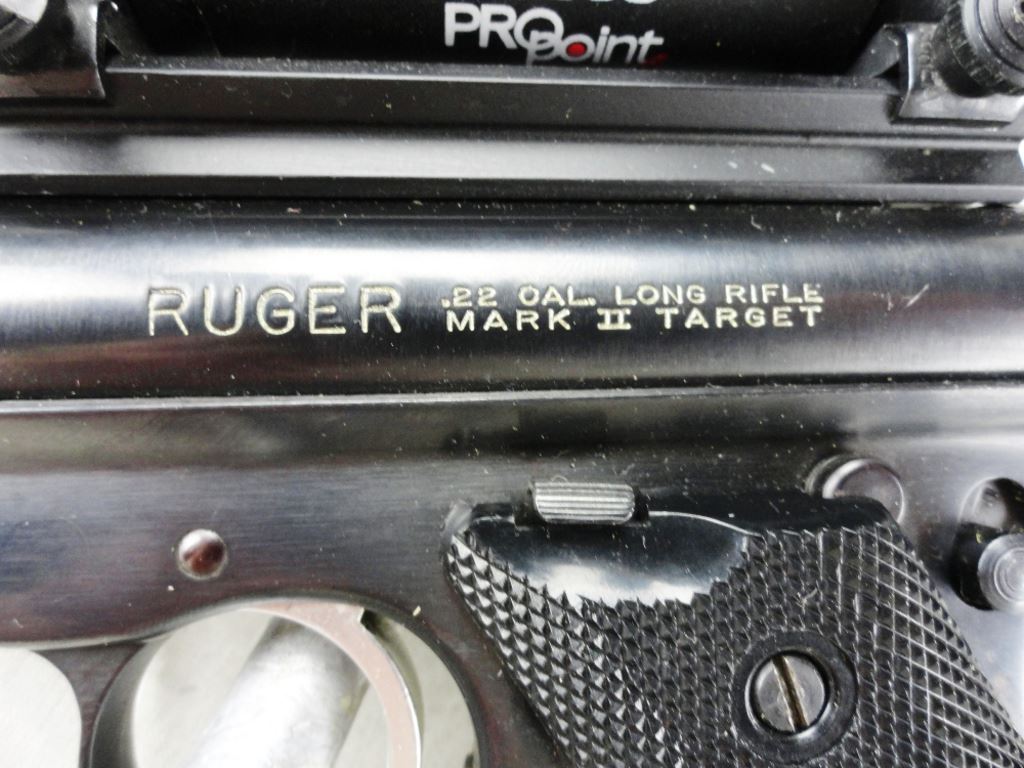 PROpoint
RUGER .22 CAL. LONG RIFLE
MARK II TARGET